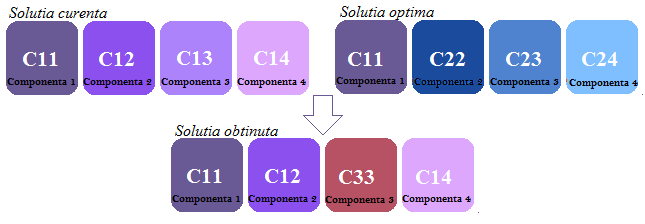 Solutia curenta
Solutia optima
C11 C12 C13 C14
Componenta 1 Componenta 2 Componenta 3 Componenta 4
C11 C22 C23 C24
Componenta 1 Componenta 2 Componenta 3 Componenta 4
Solutia obtinuta
C11 C12 C33 C14
Componenta 1 Componenta 2 Componenta 3 Componenta 4